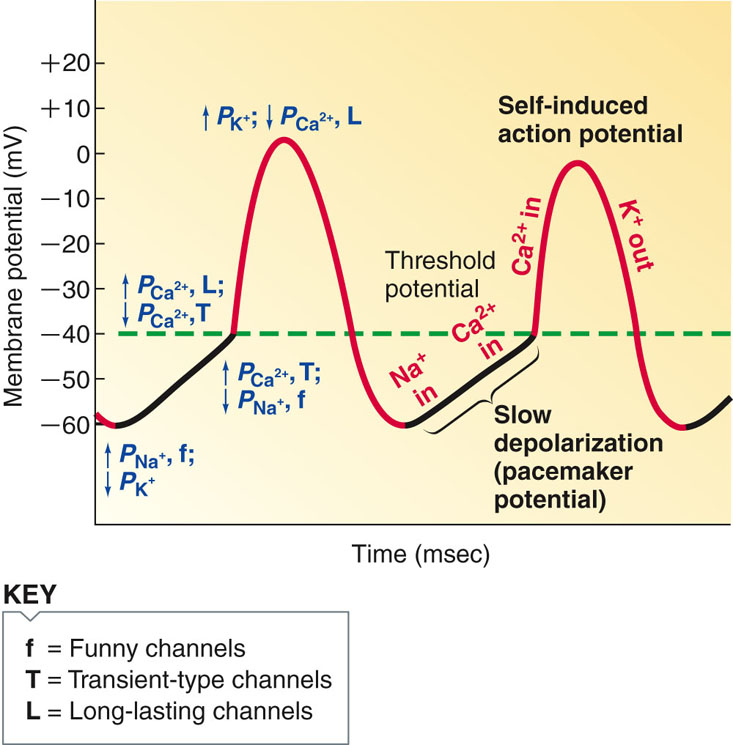 Membrane potential (mV)
+20
+10
0
−10
−20
−30
−40
−50
−60
↑ PK+; ↓ PCa2+, L
Self-induced
action potential
Ca2+ in
K+ out
Threshold
potential
↑ PCa2+, L;
↓ PCa2+,T
↑ PCa2+, T;
↓ PNa+, f
Na+
in
Ca2+
in
↑ PNa+, f;
↓ PK+
Slow
depolarization
(pacemaker
potential)
Time (msec)
KEY
f = Funny channels
T = Transient-type channels
L = Long-lasting channels